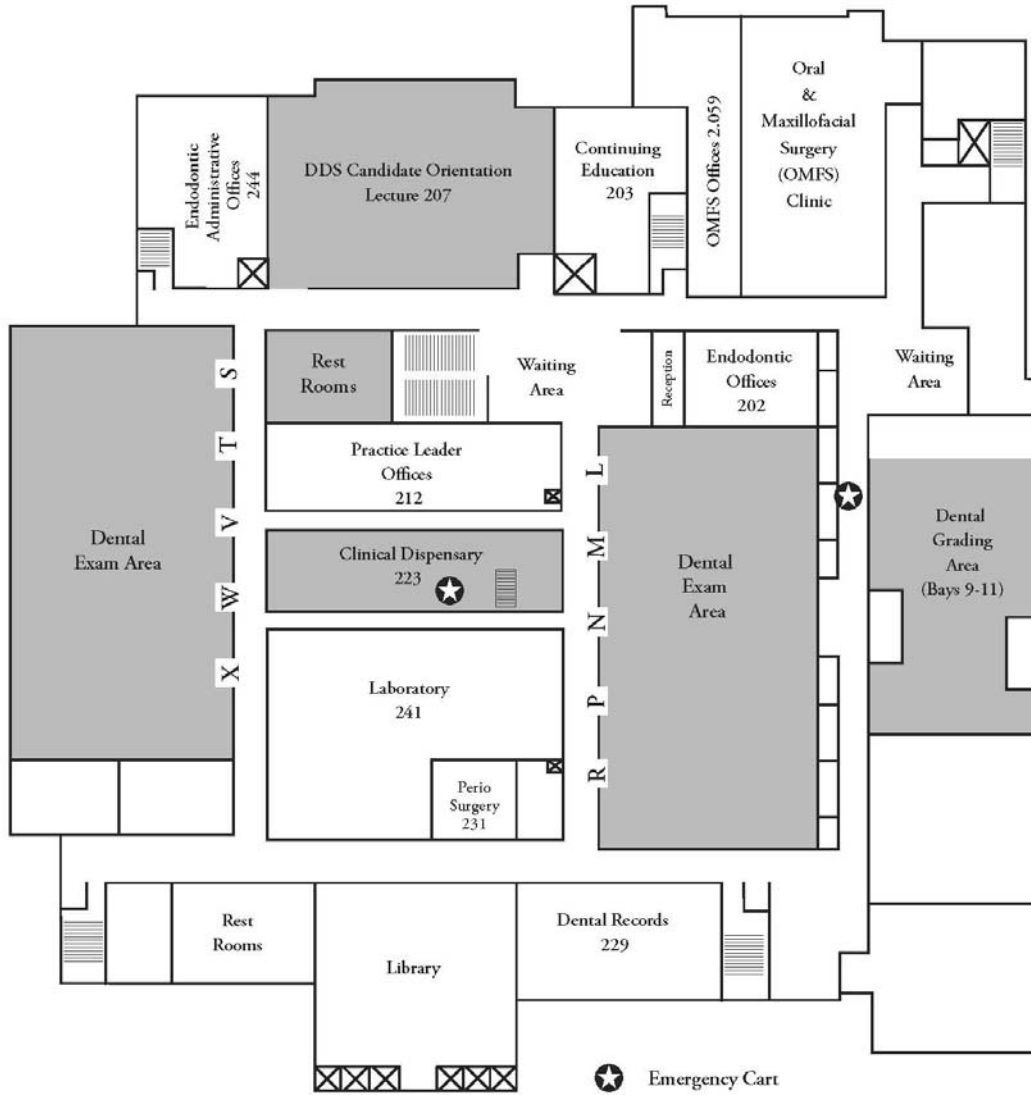 Endodontic
Administrative
Offices
244
DDS Candidate Orientation
Lecture 207
Continuing
Education
203
OMFS Offices 2.059
Oral
&
Maxillofacial
Surgery
(OMFS)
Clinic
Rest
Rooms
Waiting
Area
Reception
Endodontic
Offices
202
Waiting
Area
S
T
V
W
X
Practice Leader
Offices
212
L
M
N
P
R
Dental
Exam Area
Clinical Dispensary
223
Dental
Exam
Area
Dental
Grading
Area
(Bays 9-11)
Laboratory
241
Perio
Surgery
231
Rest
Rooms
Library
Dental Records
229
Emergency Cart